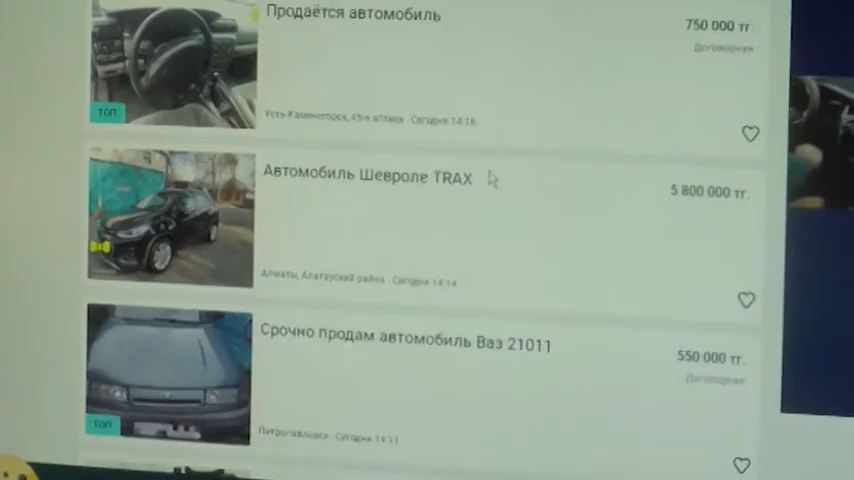 Продаётся автомобиль
750 000 тг.
Договорная
ТОП
Усть-Каменогорск, 45-я аптека Сегодня 14:16
Автомобиль Шевроле TRAX
5 800 000 тг.
Алматы, Алатауский район Сегодня 14:14
Срочно продам автомобиль Ваз 21011
550 000 тг.
Договорная
ТОП
Петропавловск Сегодня 14:11